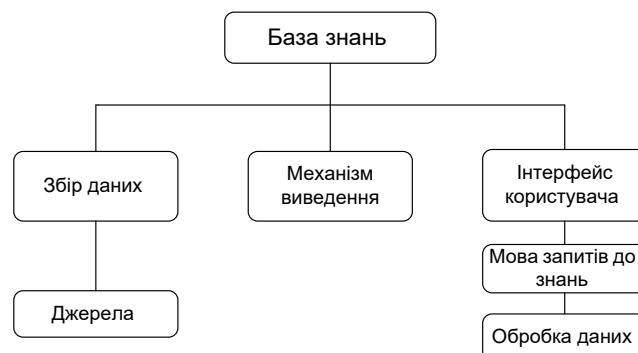 База знань
Збір даних
Механізм
виведення
Інтерфейс
користувача
Мова запитів до
знань
Джерела
Обробка даних